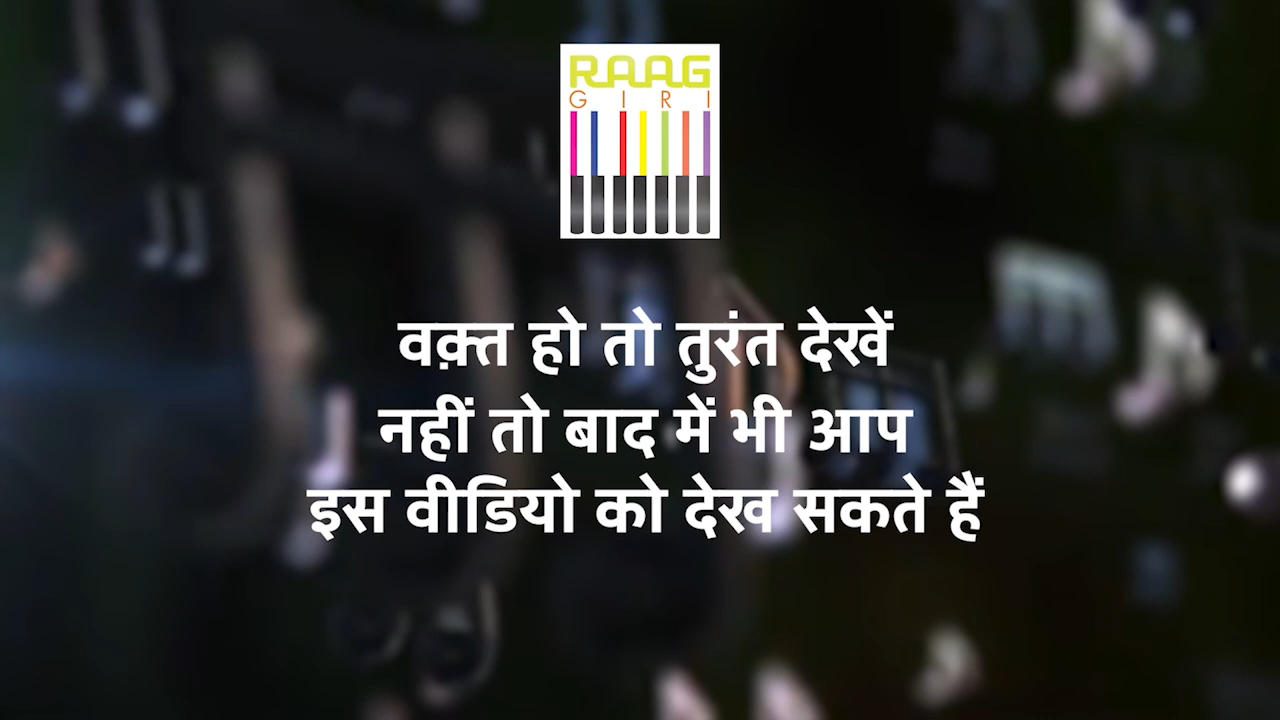 RAAG
GIRI
वक़्त हो तो तुरंत देखें
नहीं तो बाद में भी आप
इस वीडियो को देख सकते हैं